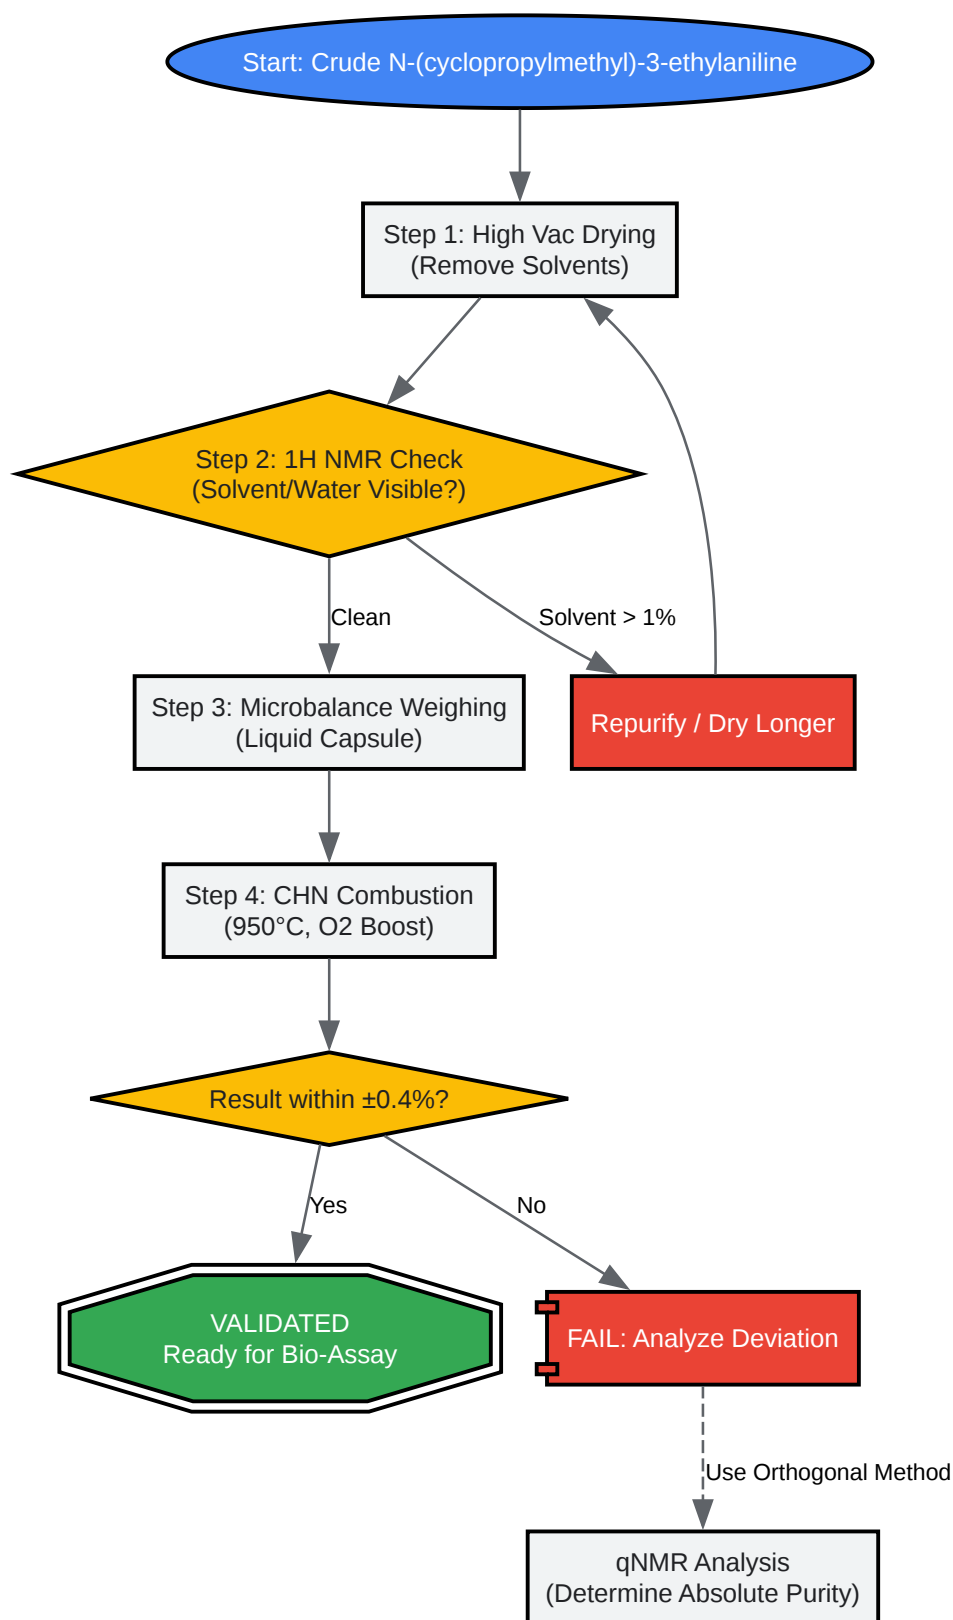 Start: Crude N-(cyclopropylmethyl)-3-ethylaniline
Step 1: High Vac Drying
(Remove Solvents)
Step 2: 1H NMR Check
(Solvent/Water Visible?)
Clean
Solvent > 1%
Step 3: Microbalance Weighing
(Liquid Capsule)
Repurify / Dry Longer
Step 4: CHN Combustion
(950°C, O2 Boost)
Result within ±0.4%?
Yes
No
VALIDATED
Ready for Bio-Assay
FAIL: Analyze Deviation
Use Orthogonal Method
qNMR Analysis
(Determine Absolute Purity)